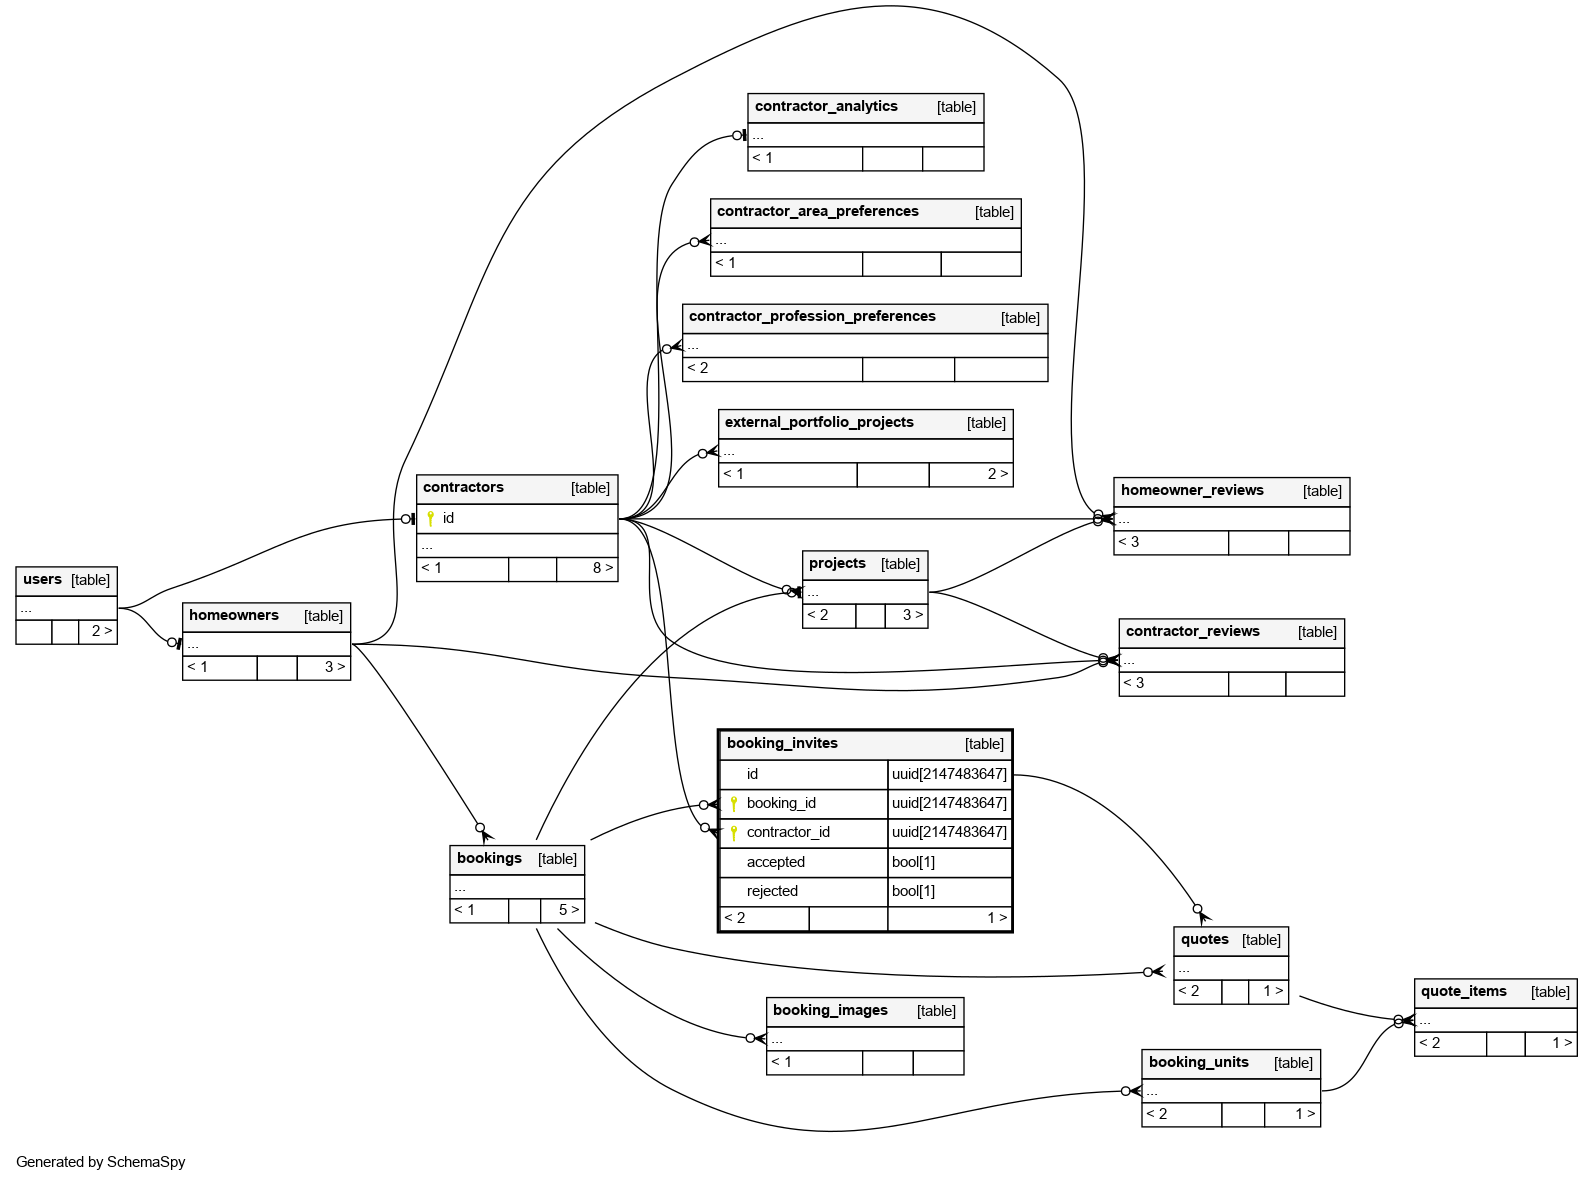 contractor_analytics [table]
...
< 1
contractor_area_preferences [table]
...
< 1
contractor_profession_preferences [table]
...
< 2
external_portfolio_projects [table]
...
< 1 2 >
contractors [table]
id
...
< 1 8 >
homeowner_reviews [table]
...
< 3
projects [table]
...
< 2 3 >
users [table]
...
2 >
homeowners [table]
...
< 1 3 >
contractor_reviews [table]
...
< 3
booking_invites [table]
id uuid[2147483647]
booking_id uuid[2147483647]
contractor_id uuid[2147483647]
accepted bool[1]
rejected bool[1]
< 2 1 >
bookings [table]
...
< 1 5 >
quotes [table]
...
< 2 1 >
quote_items [table]
...
< 2 1 >
booking_images [table]
...
< 1
booking_units [table]
...
< 2 1 >
Generated by SchemaSpy